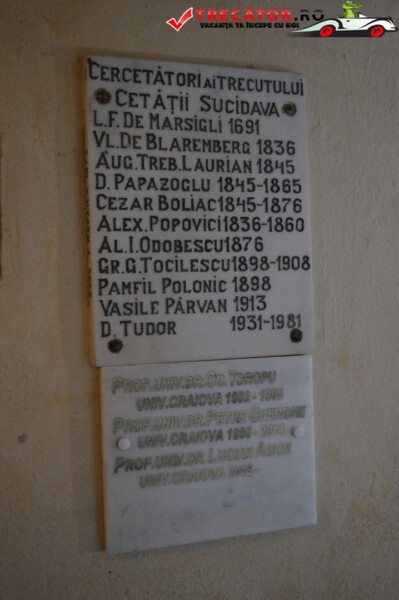 TRECATOR.RO
VACANȚA TA ÎNCEPE CU NOI
CERCETĂTORI AI TRECUTULUI
CETĂȚII SUCIDAVA
L.F. DE MARSIGLI 1691
VL. DE BLAREMBERG 1836
AUG. TREB. LAURIAN 1845
D. PAPAZOGLU 1845-1865
CEZAR BOLIAC 1845-1876
ALEX. POPOVICI 1836-1860
AL. I. ODOBESCU 1876
GR. G. TOCILESCU 1898-1908
PAMFIL POLONIC 1898
VASILE PÂRVAN 1913
D. TUDOR 1931-1981
PROF. UNIV. DR. OC. TOROPU
UNIV. CRAIOVA
PROF. UNIV. DR. PETRE GHERGHE
UNIV. CRAIOVA
PROF. UNIV. DR. LUCIAN AMON
UNIV. CRAIOVA